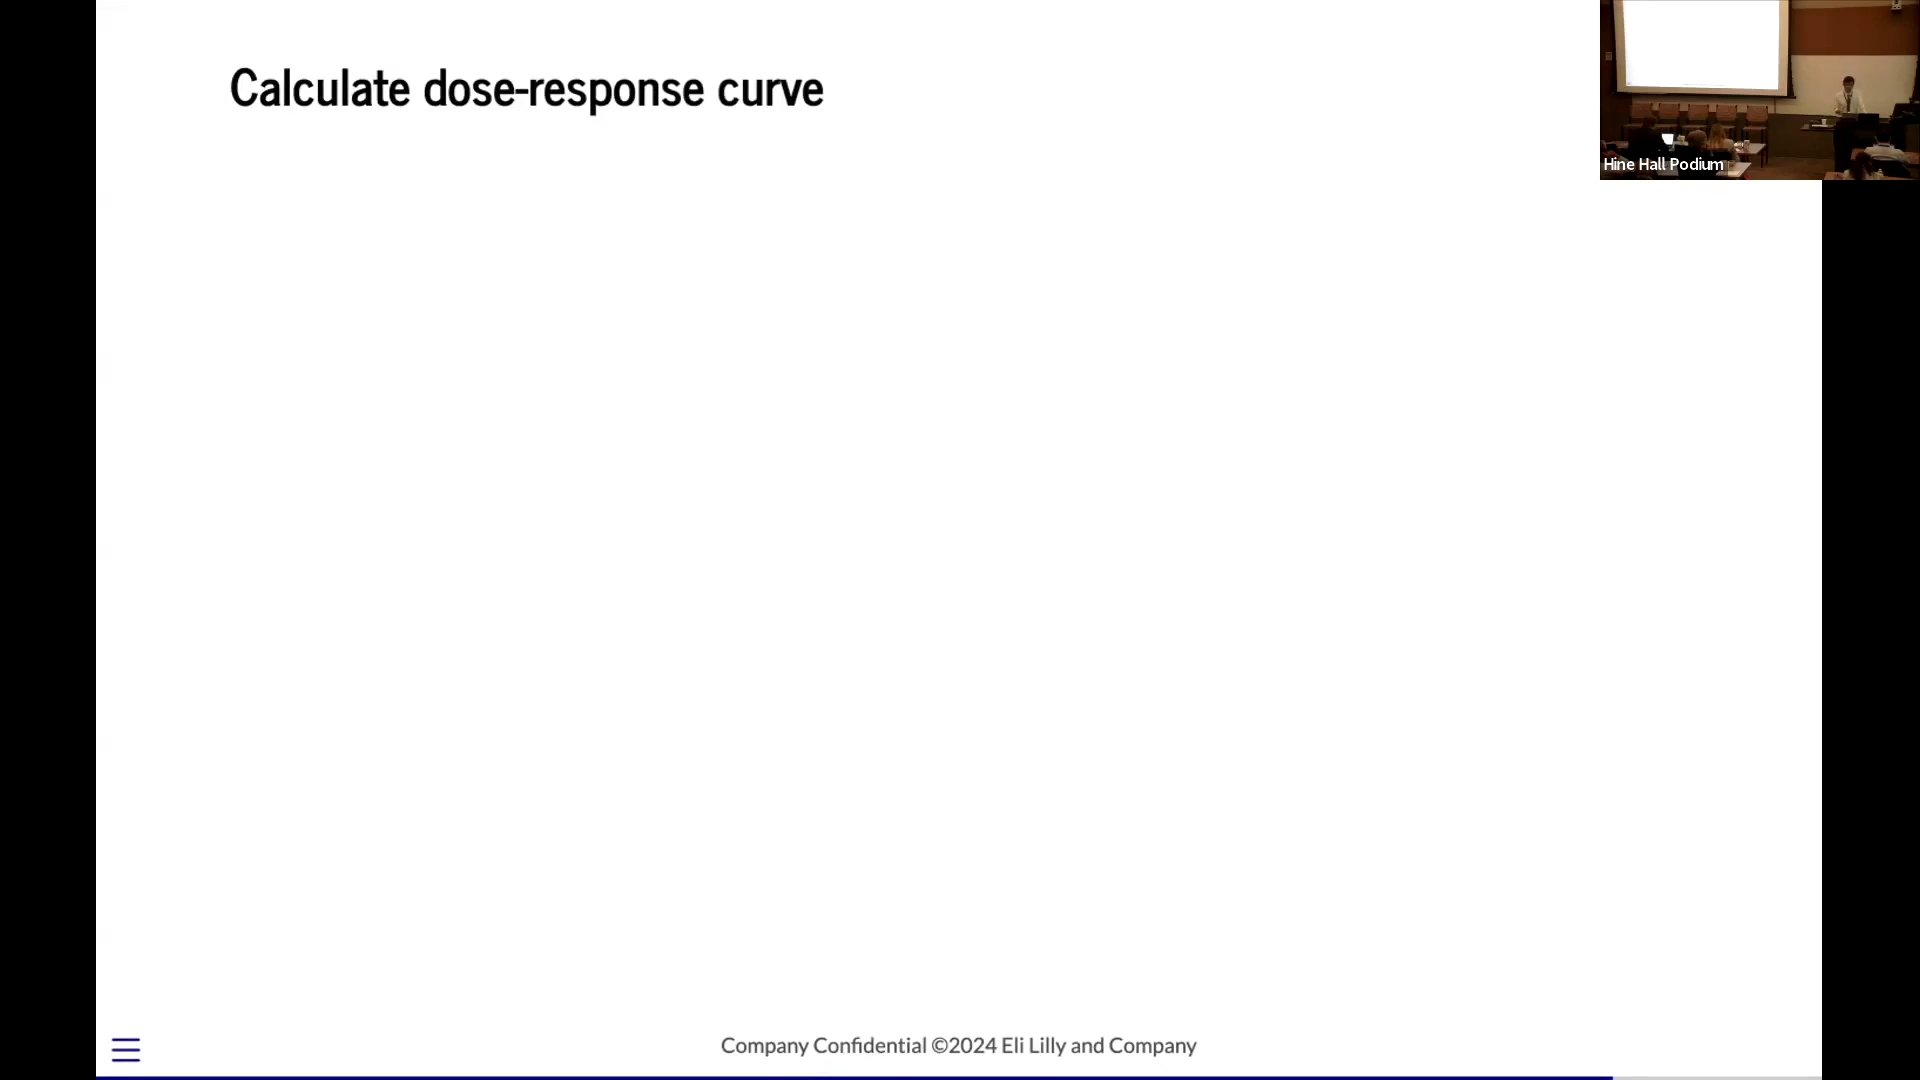 Calculate dose-response curve
Hine Hall Podium
Company Confidential ©2024 Eli Lilly and Company